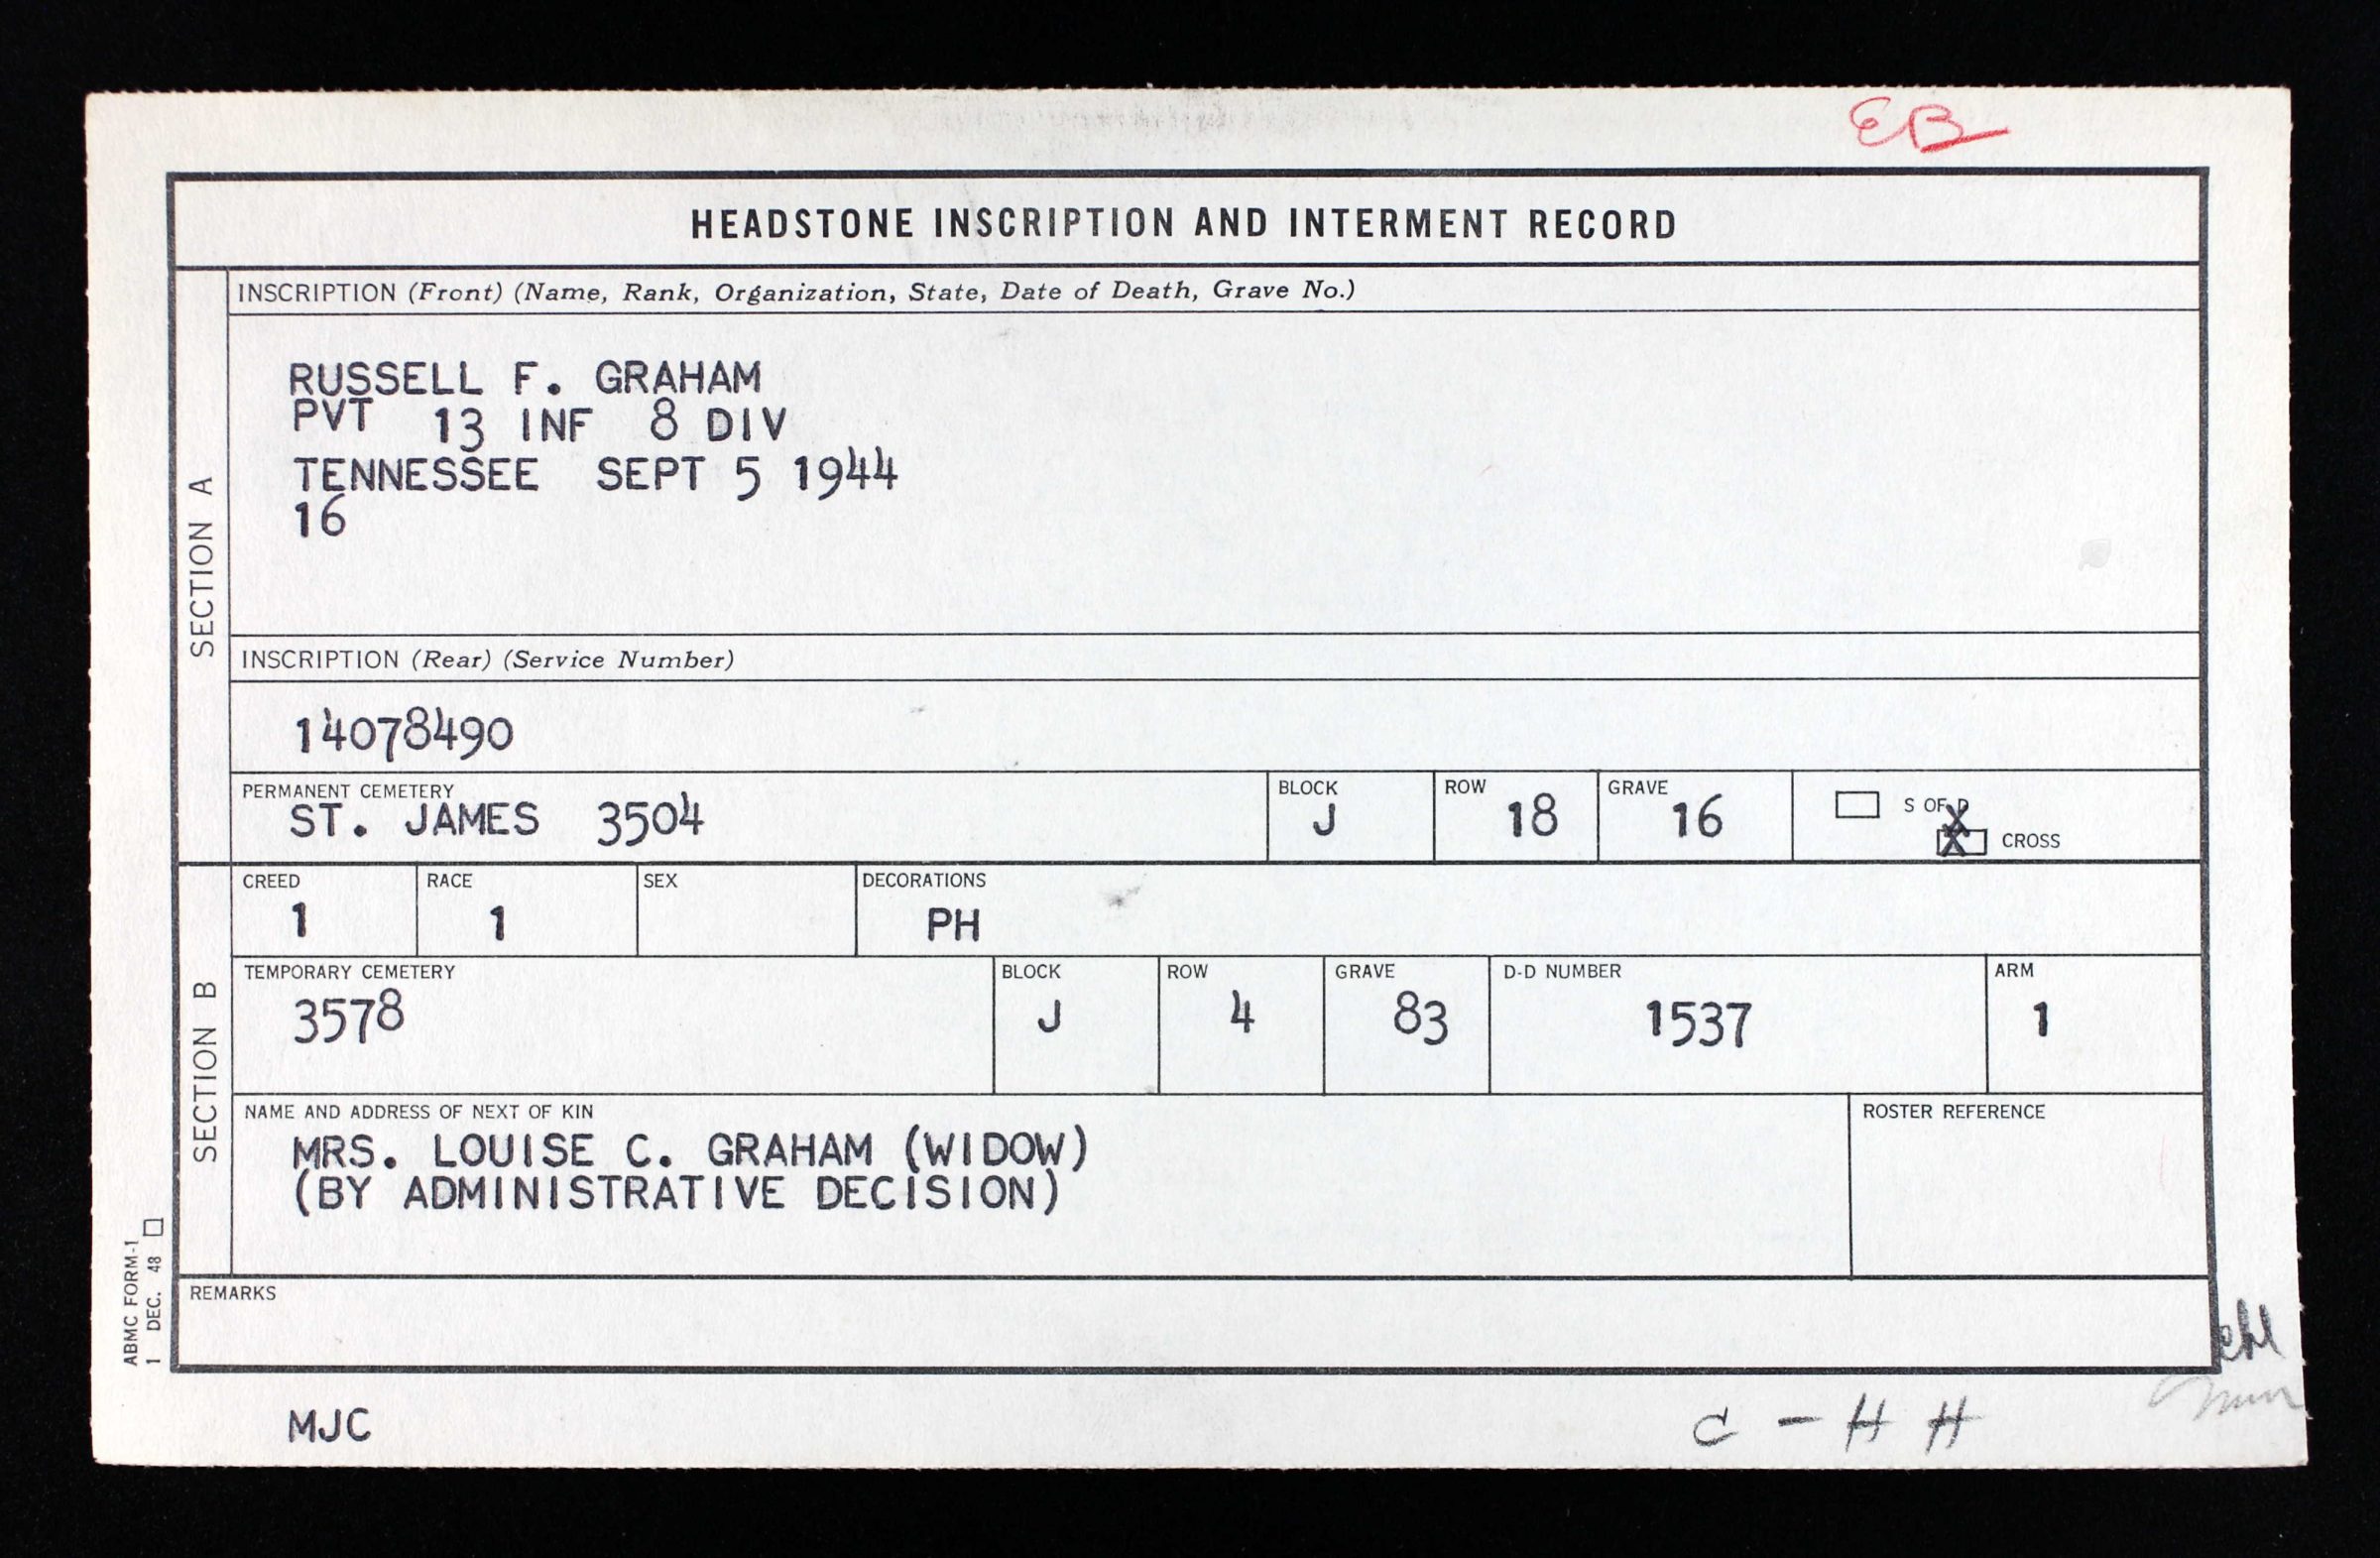 EB
HEADSTONE INSCRIPTION AND INTERMENT RECORD
SECTION A
INSCRIPTION (Front) (Name, Rank, Organization, State, Date of Death, Grave No.)
RUSSELL F. GRAHAM
PVT 13 INF 8 DIV
TENNESSEE SEPT 5 1944
16
INSCRIPTION (Rear) (Service Number)
14078490
PERMANENT CEMETERY
ST. JAMES 3504
BLOCK
J
ROW
18
GRAVE
16
S OF D
X
X CROSS
SECTION B
CREED
1
RACE
1
SEX
DECORATIONS
PH
TEMPORARY CEMETERY
3578
BLOCK
J
ROW
4
GRAVE
83
D-D NUMBER
1537
ARM
1
NAME AND ADDRESS OF NEXT OF KIN
MRS. LOUISE C. GRAHAM (WIDOW)
(BY ADMINISTRATIVE DECISION)
ROSTER REFERENCE
REMARKS
ABMC FORM-1
1 DEC. 48
MJC
C - H H